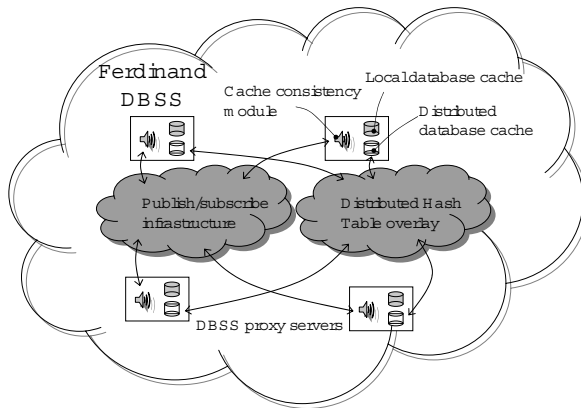 Ferdinand
DBSS
Cache consistency
module
Local database cache
Distributed
database cache
Publish/subscribe
infrastructure
Distributed Hash
Table overlay
DBSS proxy servers